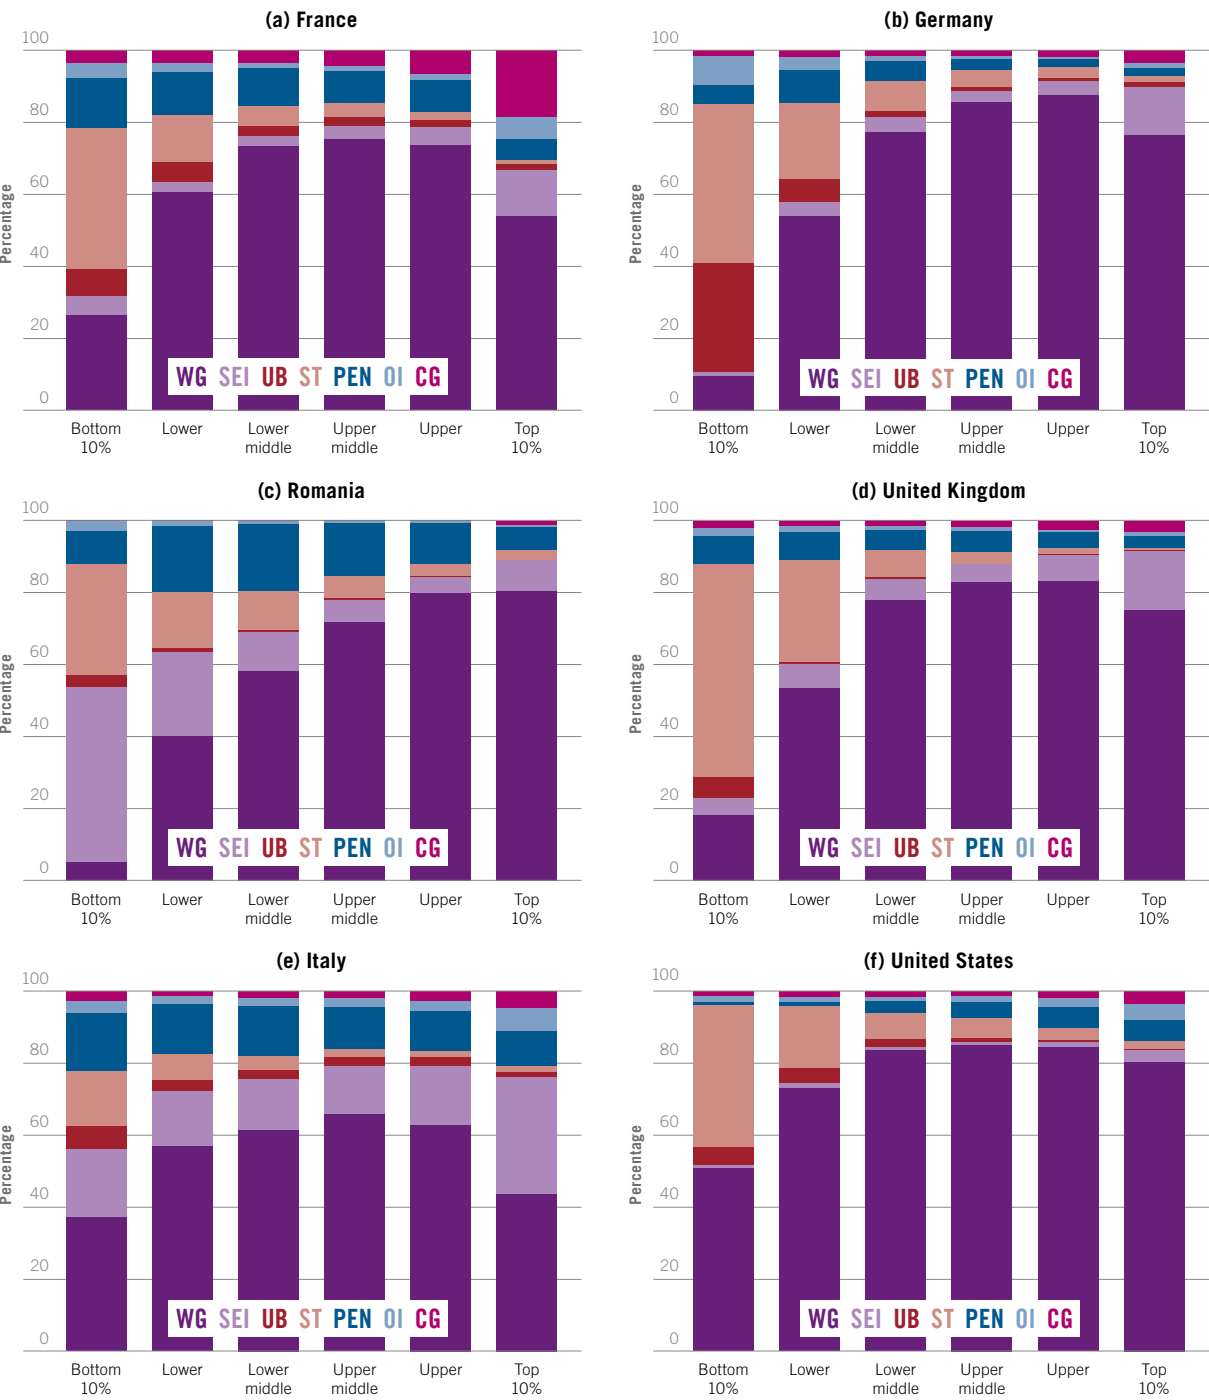 (a) France
100
80
60
40
20
0
Percentage
WG SEI UB ST PEN OI CG
Bottom 10%
Lower
Lower middle
Upper middle
Upper
Top 10%
(b) Germany
100
80
60
40
20
0
Percentage
WG SEI UB ST PEN OI CG
Bottom 10%
Lower
Lower middle
Upper middle
Upper
Top 10%
(c) Romania
100
80
60
40
20
0
Percentage
WG SEI UB ST PEN OI CG
Bottom 10%
Lower
Lower middle
Upper middle
Upper
Top 10%
(d) United Kingdom
100
80
60
40
20
0
Percentage
WG SEI UB ST PEN OI CG
Bottom 10%
Lower
Lower middle
Upper middle
Upper
Top 10%
(e) Italy
100
80
60
40
20
0
Percentage
WG SEI UB ST PEN OI CG
Bottom 10%
Lower
Lower middle
Upper middle
Upper
Top 10%
(f) United States
100
80
60
40
20
0
Percentage
WG SEI UB ST PEN OI CG
Bottom 10%
Lower
Lower middle
Upper middle
Upper
Top 10%